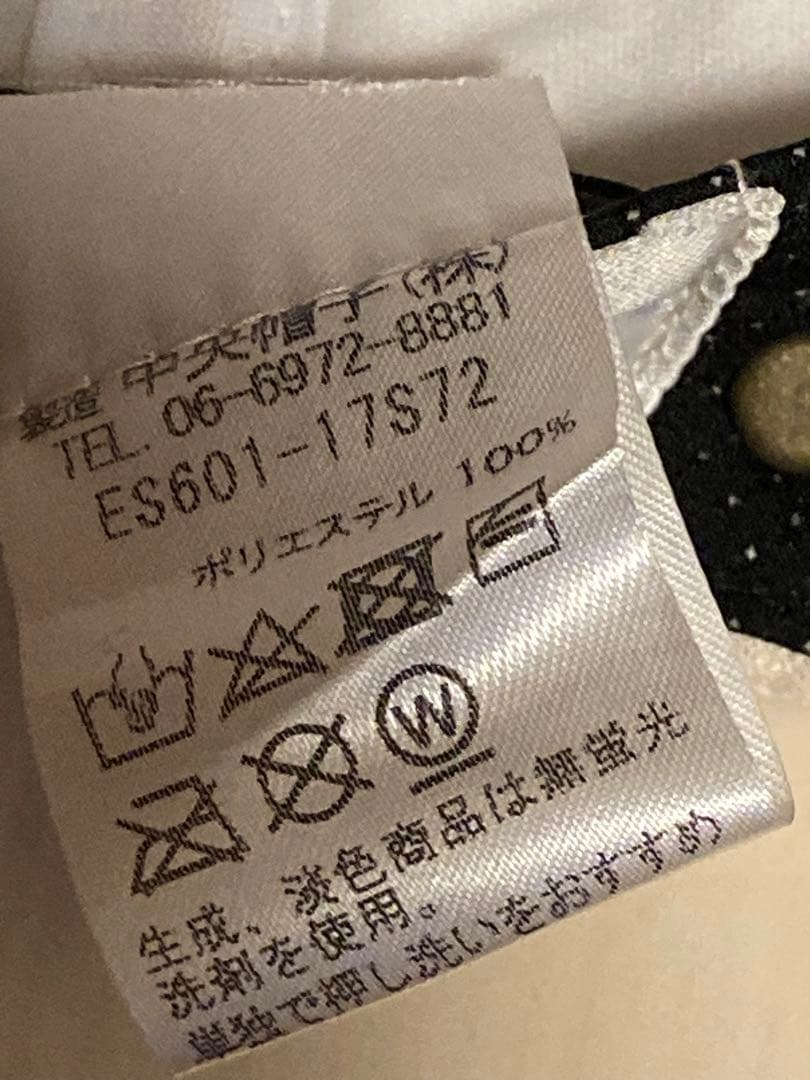 製造 中央帽子(株)
TEL. 06-6972-8881
ES601-17S72
ポリエステル 100%
W
生成、淡色商品は無蛍光
洗剤を使用。
単独で押し洗いをおすすめ